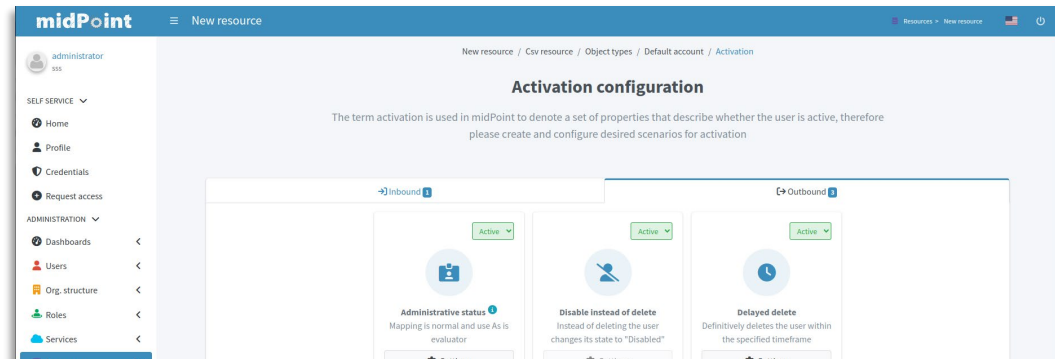 midPoint
New resource
Resources > New resource
administrator
sss
SELF SERVICE
Home
Profile
Credentials
Request access
ADMINISTRATION
Dashboards
Users
Org. structure
Roles
Services
New resource / Csv resource / Object types / Default account / Activation
Activation configuration
The term activation is used in midPoint to denote a set of properties that describe whether the user is active, therefore
please create and configure desired scenarios for activation
Inbound 1
Outbound 3
Active
Administrative status
Mapping is normal and use As is
evaluator
Active
Disable instead of delete
Instead of deleting the user
changes its state to "Disabled"
Active
Delayed delete
Definitively deletes the user within
the specified timeframe